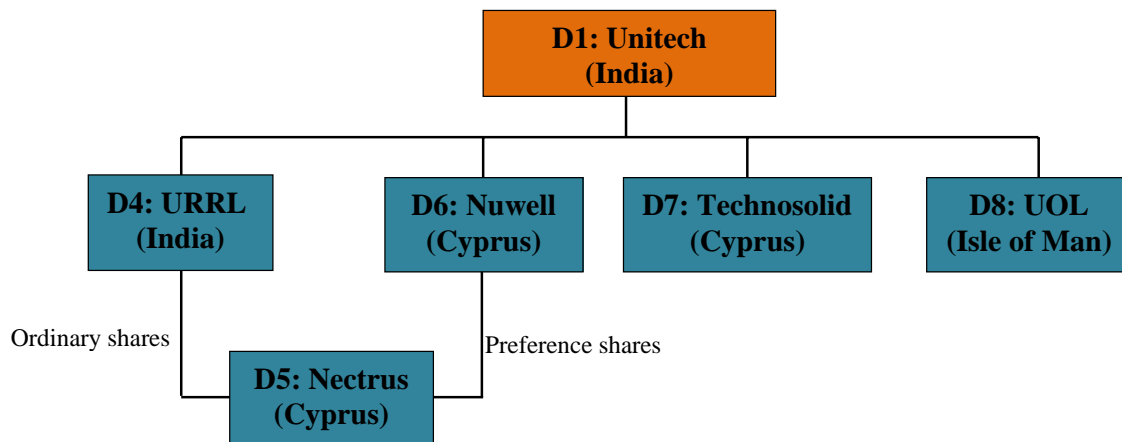 D1: Unitech
(India)
D4: URRL
(India)
D6: Nuwell
(Cyprus)
D7: Technosolid
(Cyprus)
D8: UOL
(Isle of Man)
Ordinary shares
Preference shares
D5: Nectrus
(Cyprus)